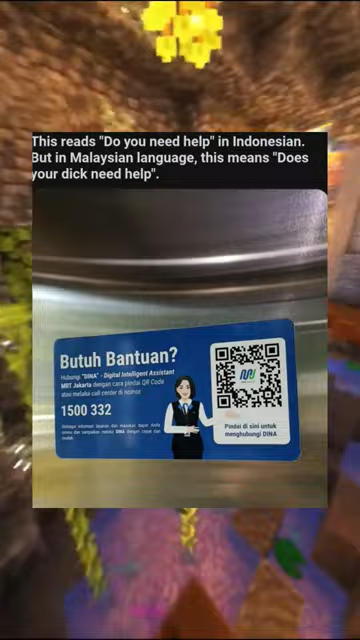 This reads "Do you need help" in Indonesian.
But in Malaysian language, this means "Does
your dick need help".
Butuh Bantuan?
Hubungi "DINA" - Digital Intelligent Assistant
MRT Jakarta dengan cara pindai QR Code
atau melalui call center di nomor
1500 332
Pindai di sini untuk
menghubungi DINA